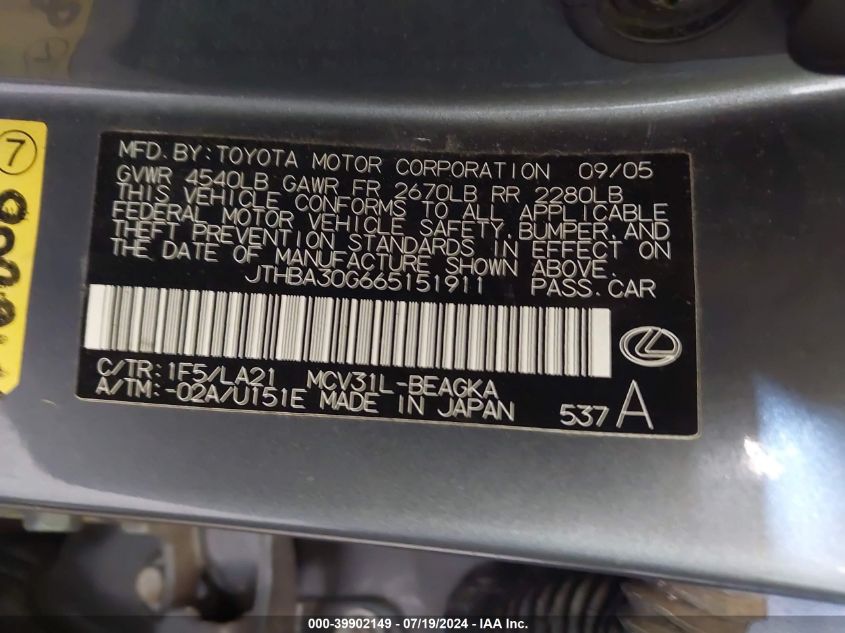 7
MFD. BY: TOYOTA MOTOR CORPORATION 09/05
GVWR 4540LB GAWR FR 2670LB RR 2280LB
THIS VEHICLE CONFORMS TO ALL APPLICABLE
FEDERAL MOTOR VEHICLE SAFETY, BUMPER, AND
THEFT PREVENTION STANDARDS IN EFFECT ON
THE DATE OF MANUFACTURE SHOWN ABOVE.
JTHBA30G665151911 PASS. CAR
C/TR: 1F5/LA21 MCV31L-BEAGKA
A/TM: -02A/U151E MADE IN JAPAN 537 A
000-39902149 - 07/19/2024 - IAA Inc.